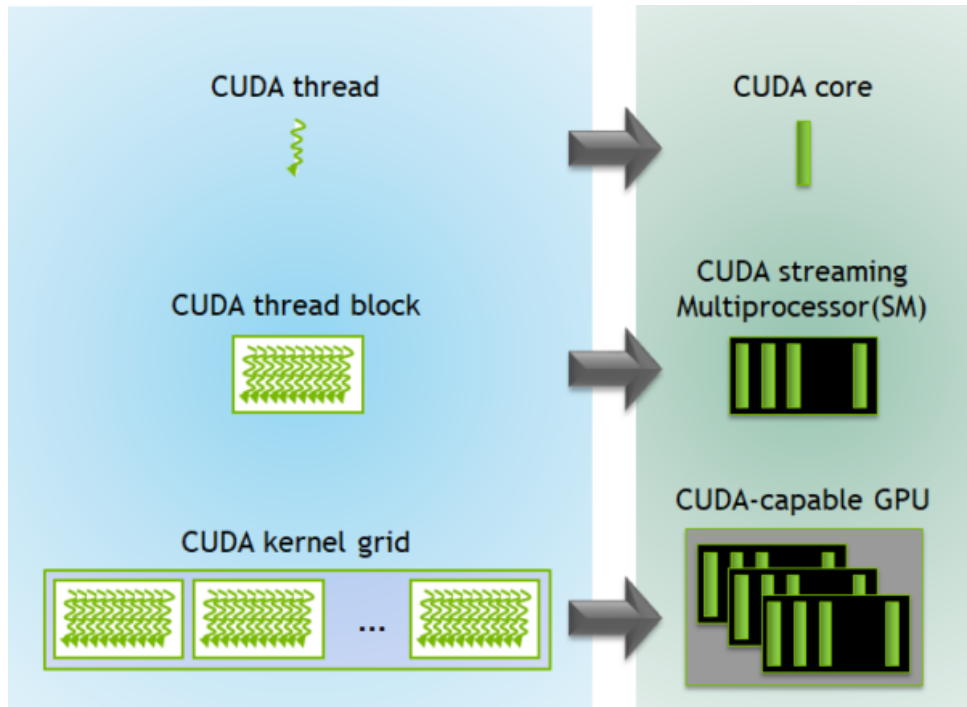 CUDA thread
CUDA core
CUDA thread block
CUDA streaming
Multiprocessor(SM)
CUDA kernel grid
...
CUDA-capable GPU